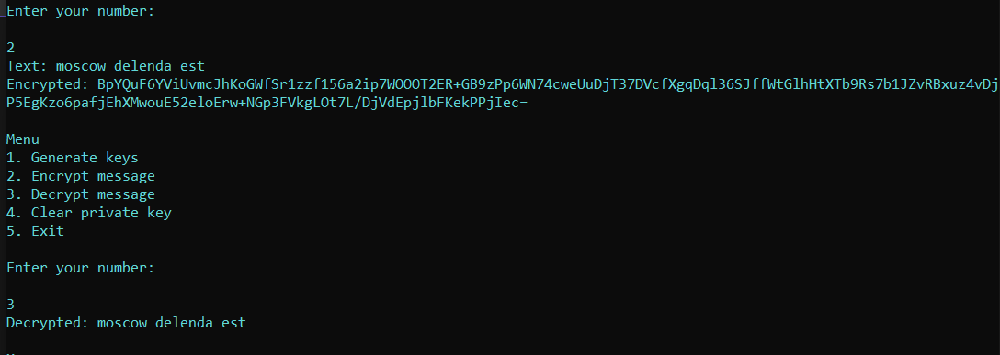 Enter your number:
2
Text: moscow delenda est
Encrypted: BpYQuF6YViUvmcJhKoGWfSr1zzf156a2ip7WOOOT2ER+GB9zPp6WN74cweUuDjT37DVcfXgqDql36SJffWtGlhHtXTb9Rs7b1JZvRBxuz4vDj
P5EgKzo6pafjEhXMwouE52eloErw+NGp3FVkgLOt7L/DjVdEpjlbFKekPPjIec=
Menu
1. Generate keys
2. Encrypt message
3. Decrypt message
4. Clear private key
5. Exit
Enter your number:
3
Decrypted: moscow delenda est